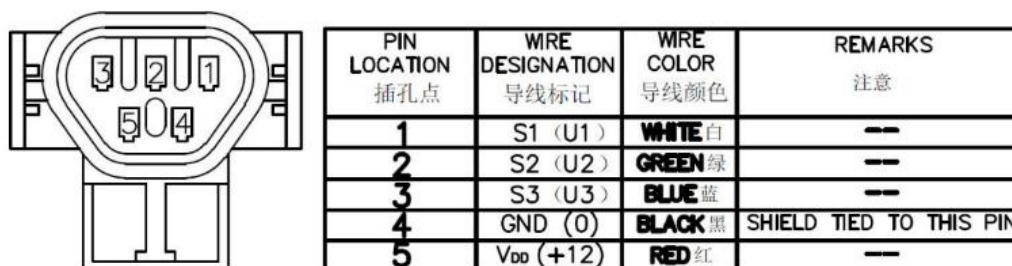 3 2 1
5 4
PIN LOCATION 插孔点 WIRE DESIGNATION 导线标记 WIRE COLOR 导线颜色 REMARKS 注意
1 S1 (U1) WHITE 白 --
2 S2 (U2) GREEN 绿 --
3 S3 (U3) BLUE 蓝 --
4 GND (0) BLACK 黑 SHIELD TIED TO THIS PIN
5 VDD (+12) RED 红 --